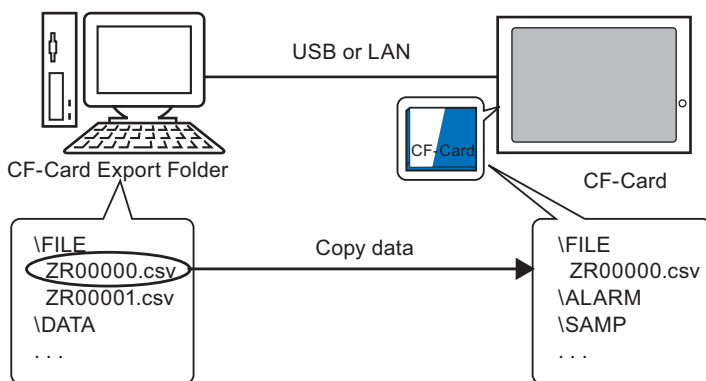 USB or LAN
CF-Card
CF-Card Export Folder
CF-Card
\FILE
ZR00000.csv
ZR00001.csv
\DATA
. . .
Copy data
\FILE
ZR00000.csv
\ALARM
\SAMP
. . .